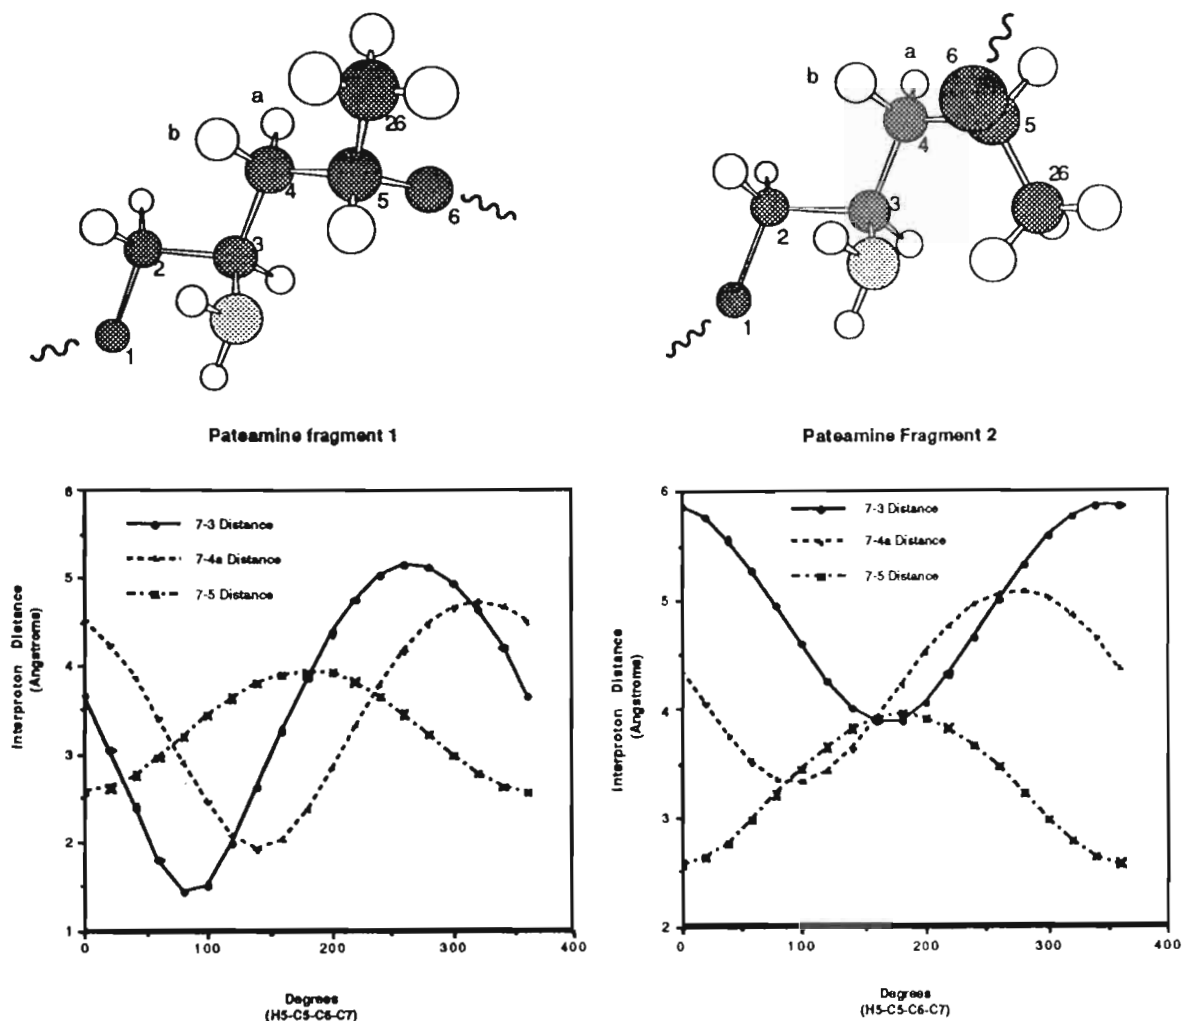 a
b
26
4
5
6
3
2
1
6
a
b
5
4
26
3
2
1
Pateamine fragment 1
Pateamine Fragment 2
6
7-3 Distance
7-4a Distance
7-5 Distance
5
4
3
2
1
Interproton Distance
(Angstroms)
0
100
200
300
400
Degrees
(H5-C5-C6-C7)
6
7-3 Distance
7-4a Distance
7-5 Distance
5
4
3
2
Interproton Distance
(Angstroms)
0
100
200
300
400
Degrees
(H5-C5-C6-C7)